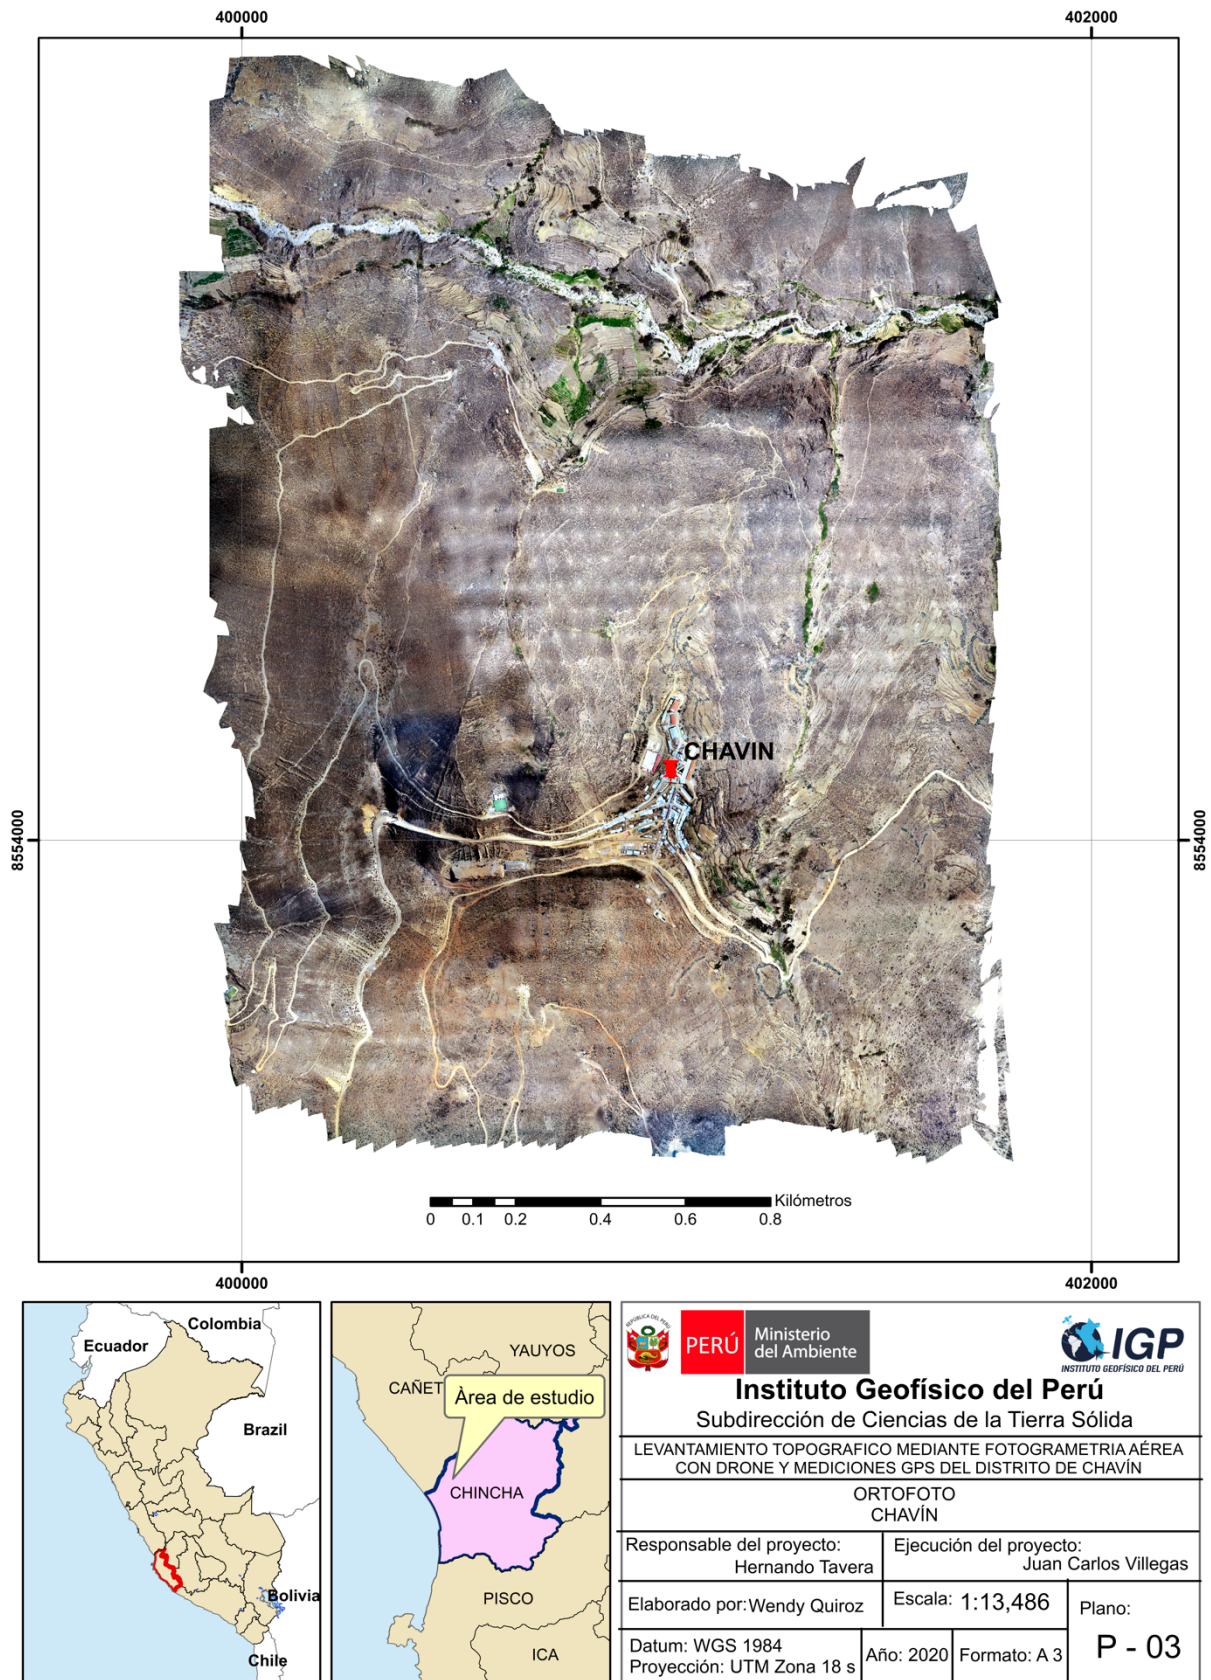 400000
402000
8554000
8554000
CHAVIN
Kilómetros
0 0.1 0.2 0.4 0.6 0.8
400000
402000
Colombia
Ecuador
Brazil
Bolivia
Chile
YAUYOS
CAÑET
Àrea de estudio
CHINCHA
PISCO
ICA
REPÚBLICA DEL PERÚ
PERÚ
Ministerio
del Ambiente
IGP
INSTITUTO GEOFÍSICO DEL PERÚ
Instituto Geofísico del Perú
Subdirección de Ciencias de la Tierra Sólida
LEVANTAMIENTO TOPOGRAFICO MEDIANTE FOTOGRAMETRIA AÉREA
CON DRONE Y MEDICIONES GPS DEL DISTRITO DE CHAVÍN
ORTOFOTO
CHAVÍN
Responsable del proyecto:
Hernando Tavera
Ejecución del proyecto:
Juan Carlos Villegas
Elaborado por: Wendy Quiroz
Escala: 1:13,486
Plano:
P - 03
Datum: WGS 1984
Proyección: UTM Zona 18 s
Año: 2020
Formato: A 3